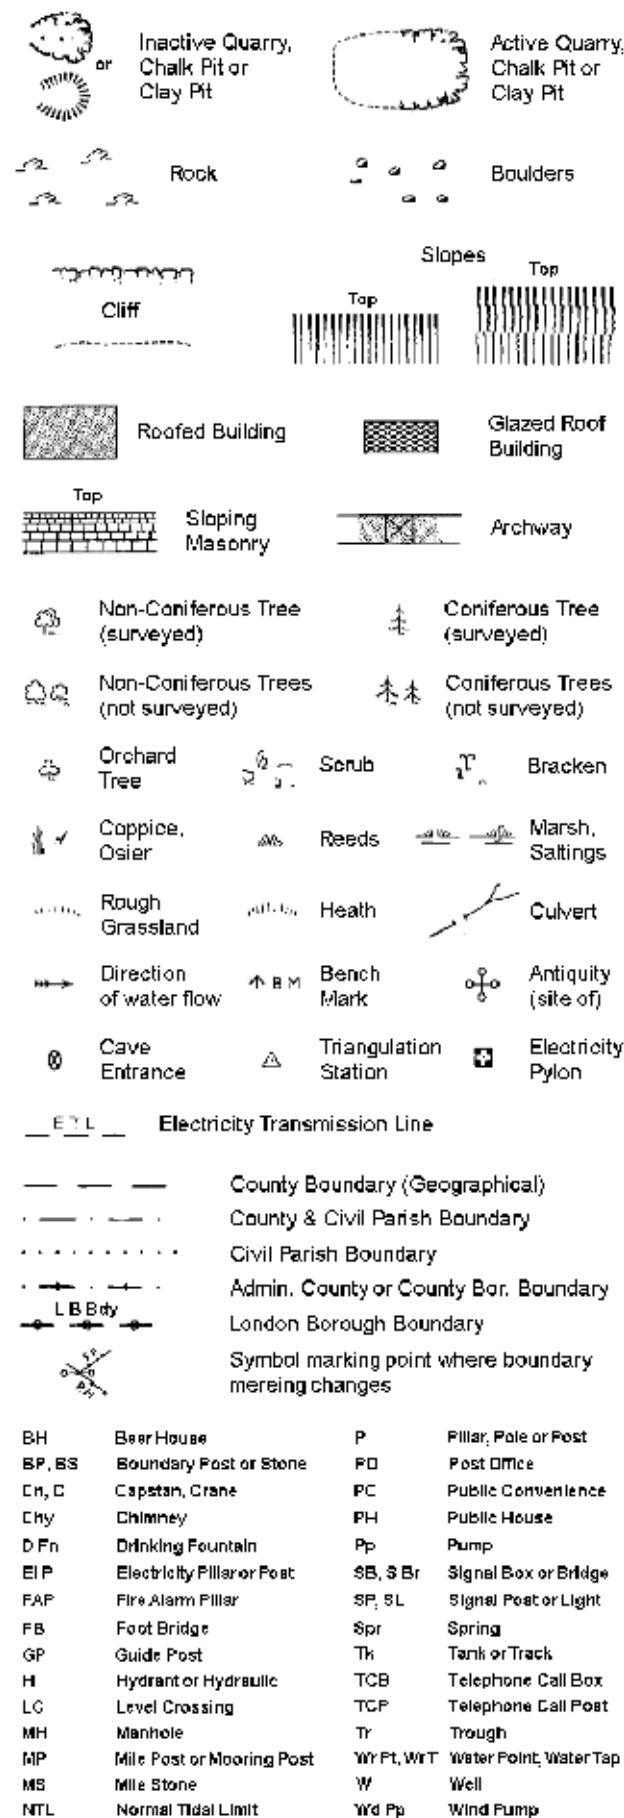 or
Inactive Quarry,
Chalk Pit or
Clay Pit
Active Quarry,
Chalk Pit or
Clay Pit
Rock
Boulders
Slopes
Top
Top
Cliff
Roofed Building
Glazed Roof
Building
Top
Sloping
Masonry
Archway
Non-Coniferous Tree
(surveyed)
Coniferous Tree
(surveyed)
Non-Coniferous Trees
(not surveyed)
Coniferous Trees
(not surveyed)
Orchard
Tree
Scrub
Bracken
Coppice,
Osier
Reeds
Marsh,
Saltings
Rough
Grassland
Heath
Culvert
Direction
of water flow
B M
Bench
Mark
Antiquity
(site of)
Cave
Entrance
Triangulation
Station
Electricity
Pylon
E T L
Electricity Transmission Line
County Boundary (Geographical)
County & Civil Parish Boundary
Civil Parish Boundary
Admin. County or County Bor. Boundary
L B Bdy
London Borough Boundary
Symbol marking point where boundary
mereing changes
BH Beer House P Pillar, Pole or Post
BP, BS Boundary Post or Stone PO Post Office
Cn, C Capstan, Crane PC Public Convenience
Chy Chimney PH Public House
D Fn Drinking Fountain Pp Pump
El P Electricity Pillar or Post SB, S Br Signal Box or Bridge
FAP Fire Alarm Pillar SP, SL Signal Post or Light
FB Foot Bridge Spr Spring
GP Guide Post Tk Tank or Track
H Hydrant or Hydraulic TCB Telephone Call Box
LC Level Crossing TCP Telephone Call Post
MH Manhole Tr Trough
MP Mile Post or Mooring Post Wr Pt, Wr T Water Point, Water Tap
MS Mile Stone W Well
NTL Normal Tidal Limit Wd Pp Wind Pump